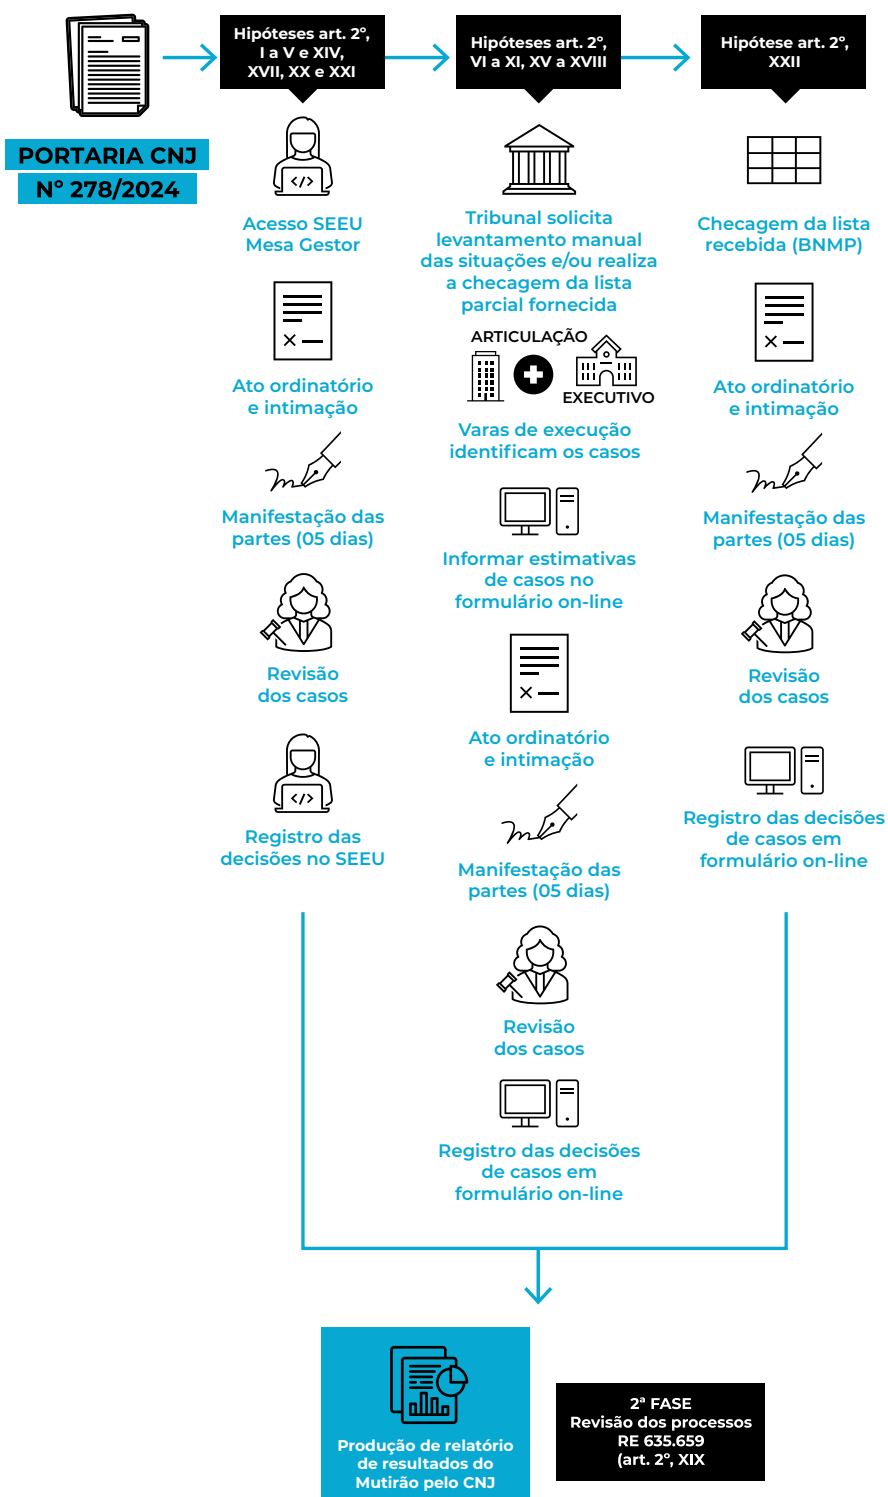 PORTARIA CNJ
Nº 278/2024
Hipóteses art. 2º,
I a V e XIV,
XVII, XX e XXI
Acesso SEEU
Mesa Gestor
Ato ordinatório
e intimação
Manifestação das
partes (05 dias)
Revisão
dos casos
</>
Registro das
decisões no SEEU
Hipóteses art. 2º,
VI a XI, XV a XVIII
Tribunal solicita
levantamento manual
das situações e/ou realiza
a checagem da lista
parcial fornecida
ARTICULAÇÃO
EXECUTIVO
Varas de execução
identificam os casos
Informar estimativas
de casos no
formulário on-line
Ato ordinatório
e intimação
Manifestação das
partes (05 dias)
Revisão
dos casos
Registro das decisões
de casos em
formulário on-line
Hipótese art. 2º,
XXII
Checagem da lista
recebida (BNMP)
Ato ordinatório
e intimação
Manifestação das
partes (05 dias)
Revisão
dos casos
Registro das decisões
de casos em
formulário on-line
Produção de relatório
de resultados do
Mutirão pelo CNJ
2ª FASE
Revisão dos processos
RE 635.659
(art. 2º, XIX